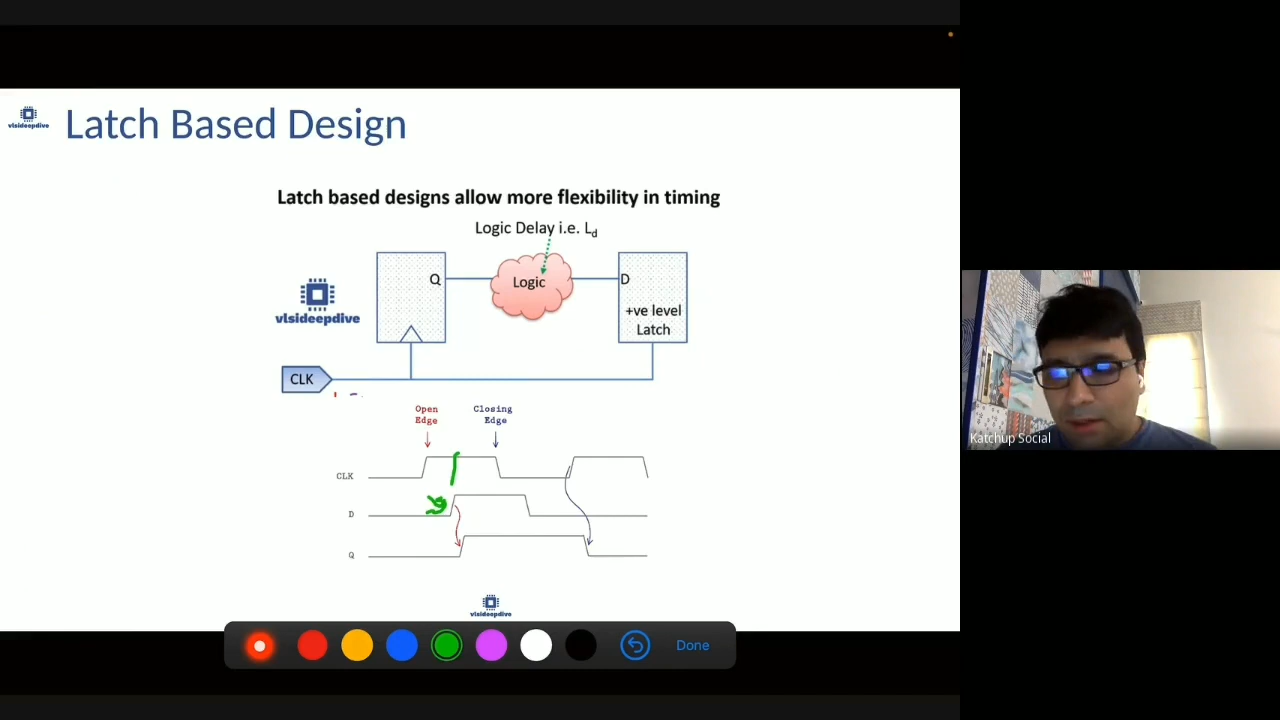 vlsideepdive
Latch Based Design
Latch based designs allow more flexibility in timing
Logic Delay i.e. Ld
Q
Logic
D
+ve level
Latch
vlsideepdive
CLK
Open
Edge
Closing
Edge
CLK
D
Q
vlsideepdive
Done
Katchup Social